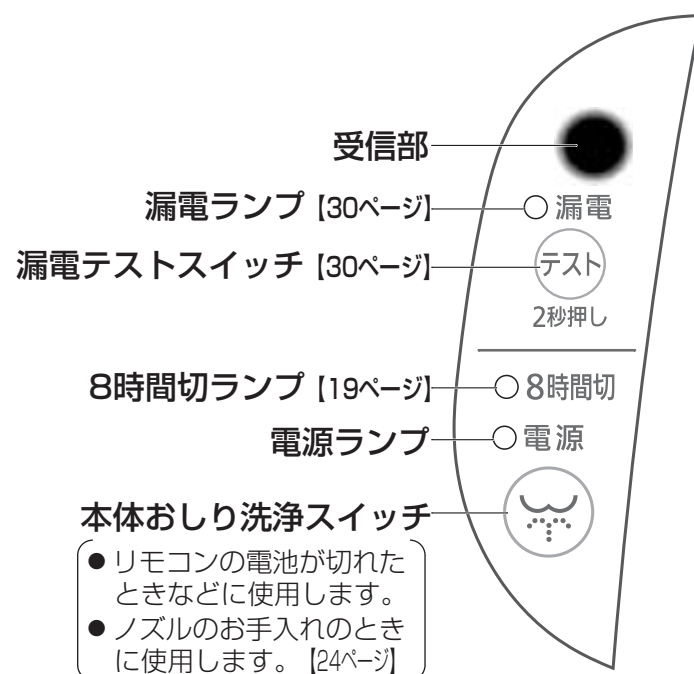 受信部
漏電ランプ【30ページ】
漏電
漏電テストスイッチ【30ページ】
テスト
2秒押し
8時間切ランプ【19ページ】
8時間切
電源ランプ
電源
本体おしり洗浄スイッチ
● リモコンの電池が切れた
ときなどに使用します。
● ノズルのお手入れのとき
に使用します。【24ページ】